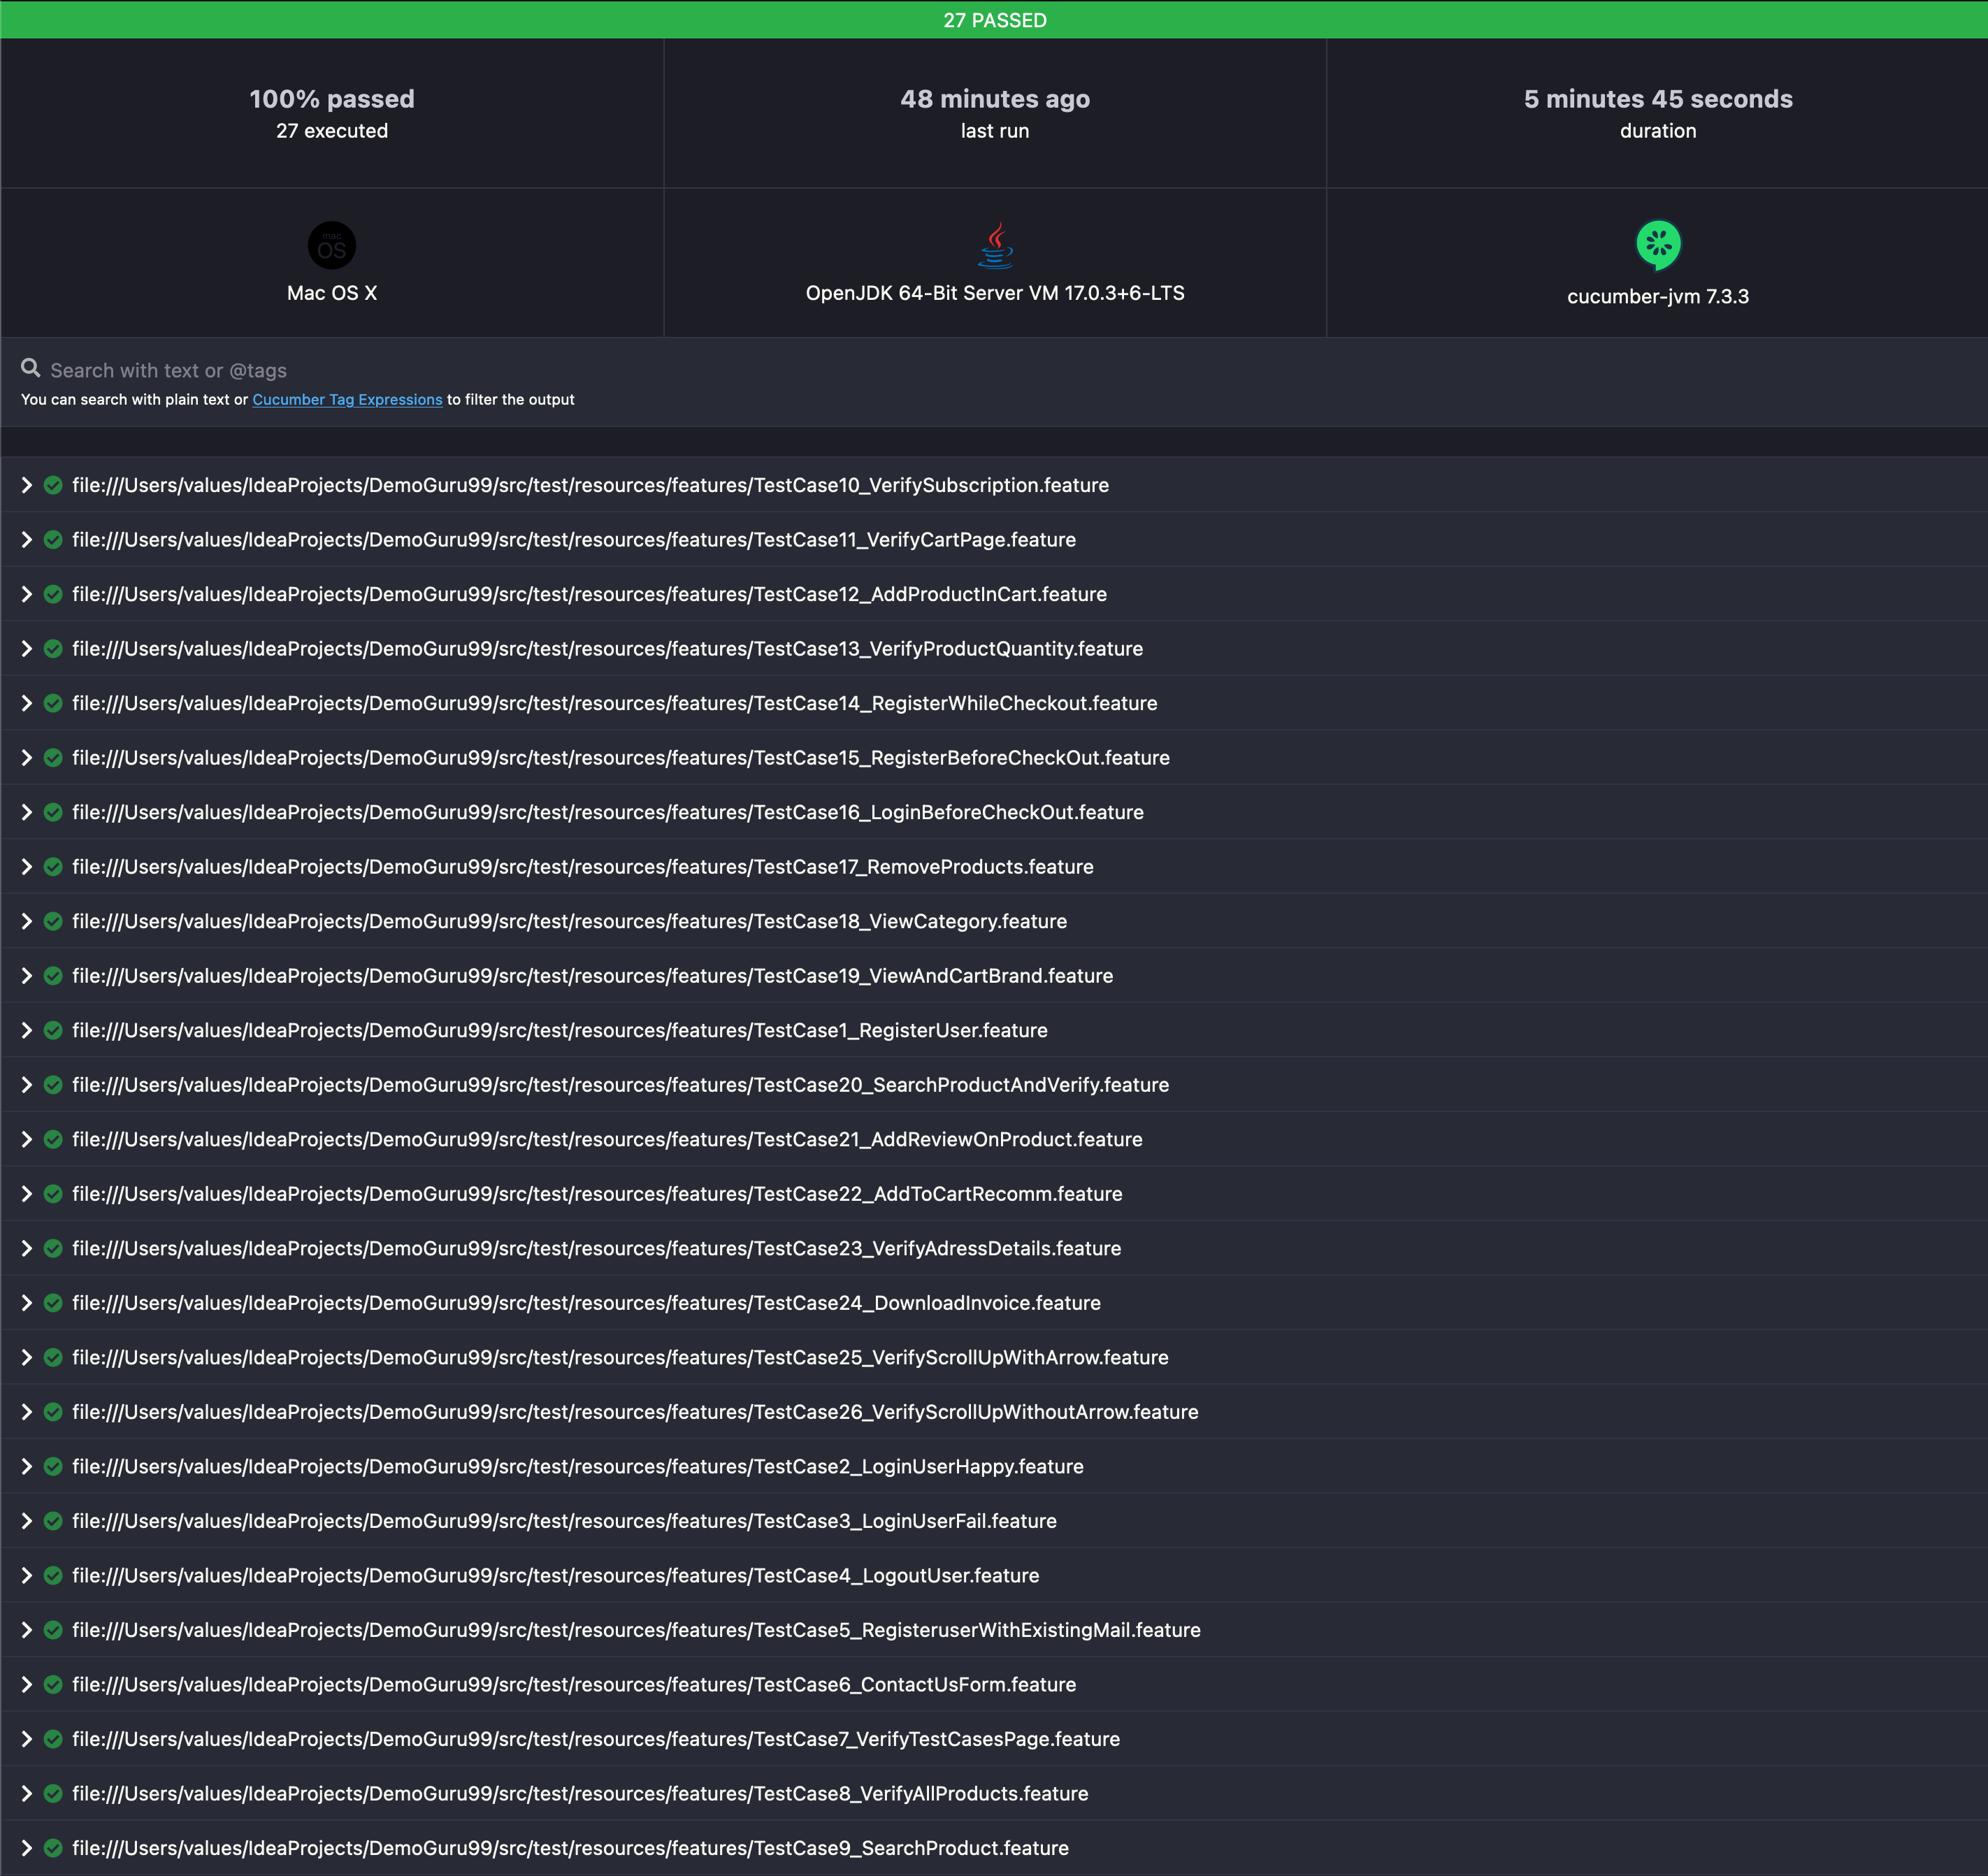 27 PASSED
100% passed
27 executed
48 minutes ago
last run
5 minutes 45 seconds
duration
mac
OS
Mac OS X
OpenJDK 64-Bit Server VM 17.0.3+6-LTS
cucumber-jvm 7.3.3
Search with text or @tags
You can search with plain text or Cucumber Tag Expressions to filter the output
file:///Users/values/IdeaProjects/DemoGuru99/src/test/resources/features/TestCase10_VerifySubscription.feature
file:///Users/values/IdeaProjects/DemoGuru99/src/test/resources/features/TestCase11_VerifyCartPage.feature
file:///Users/values/IdeaProjects/DemoGuru99/src/test/resources/features/TestCase12_AddProductInCart.feature
file:///Users/values/IdeaProjects/DemoGuru99/src/test/resources/features/TestCase13_VerifyProductQuantity.feature
file:///Users/values/IdeaProjects/DemoGuru99/src/test/resources/features/TestCase14_RegisterWhileCheckout.feature
file:///Users/values/IdeaProjects/DemoGuru99/src/test/resources/features/TestCase15_RegisterBeforeCheckOut.feature
file:///Users/values/IdeaProjects/DemoGuru99/src/test/resources/features/TestCase16_LoginBeforeCheckOut.feature
file:///Users/values/IdeaProjects/DemoGuru99/src/test/resources/features/TestCase17_RemoveProducts.feature
file:///Users/values/IdeaProjects/DemoGuru99/src/test/resources/features/TestCase18_ViewCategory.feature
file:///Users/values/IdeaProjects/DemoGuru99/src/test/resources/features/TestCase19_ViewAndCartBrand.feature
file:///Users/values/IdeaProjects/DemoGuru99/src/test/resources/features/TestCase1_RegisterUser.feature
file:///Users/values/IdeaProjects/DemoGuru99/src/test/resources/features/TestCase20_SearchProductAndVerify.feature
file:///Users/values/IdeaProjects/DemoGuru99/src/test/resources/features/TestCase21_AddReviewOnProduct.feature
file:///Users/values/IdeaProjects/DemoGuru99/src/test/resources/features/TestCase22_AddToCartRecomm.feature
file:///Users/values/IdeaProjects/DemoGuru99/src/test/resources/features/TestCase23_VerifyAdressDetails.feature
file:///Users/values/IdeaProjects/DemoGuru99/src/test/resources/features/TestCase24_DownloadInvoice.feature
file:///Users/values/IdeaProjects/DemoGuru99/src/test/resources/features/TestCase25_VerifyScrollUpWithArrow.feature
file:///Users/values/IdeaProjects/DemoGuru99/src/test/resources/features/TestCase26_VerifyScrollUpWithoutArrow.feature
file:///Users/values/IdeaProjects/DemoGuru99/src/test/resources/features/TestCase2_LoginUserHappy.feature
file:///Users/values/IdeaProjects/DemoGuru99/src/test/resources/features/TestCase3_LoginUserFail.feature
file:///Users/values/IdeaProjects/DemoGuru99/src/test/resources/features/TestCase4_LogoutUser.feature
file:///Users/values/IdeaProjects/DemoGuru99/src/test/resources/features/TestCase5_RegisteruserWithExistingMail.feature
file:///Users/values/IdeaProjects/DemoGuru99/src/test/resources/features/TestCase6_ContactUsForm.feature
file:///Users/values/IdeaProjects/DemoGuru99/src/test/resources/features/TestCase7_VerifyTestCasesPage.feature
file:///Users/values/IdeaProjects/DemoGuru99/src/test/resources/features/TestCase8_VerifyAllProducts.feature
file:///Users/values/IdeaProjects/DemoGuru99/src/test/resources/features/TestCase9_SearchProduct.feature